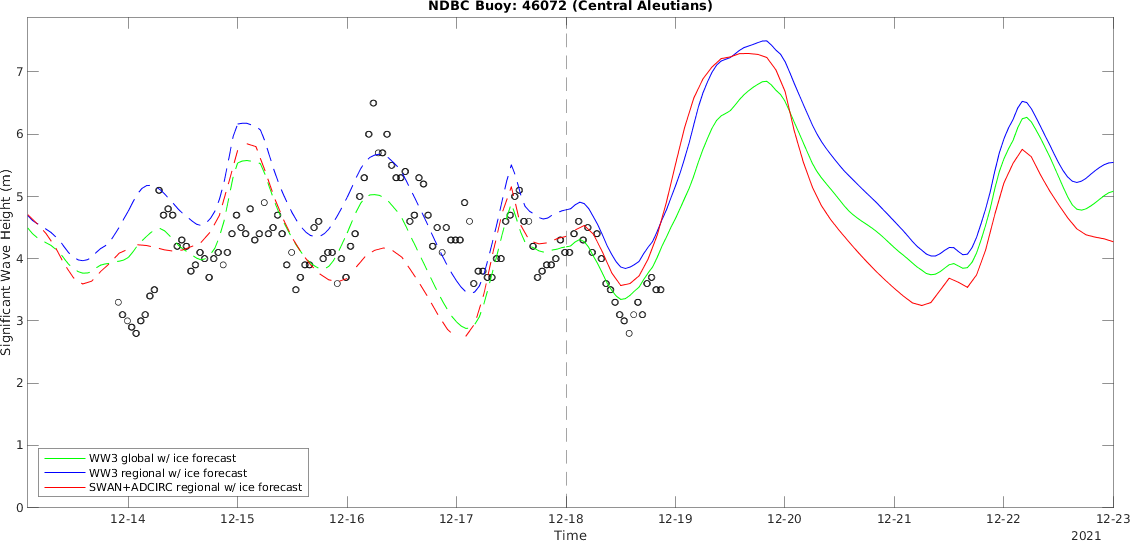 NDBC Buoy: 46072 (Central Aleutians)
Significant Wave Height (m)
7
6
5
4
3
2
1
0
WW3 global w/ ice forecast
WW3 regional w/ ice forecast
SWAN+ADCIRC regional w/ ice forecast
12-14 12-15 12-16 12-17 12-18 12-19 12-20 12-21 12-22 12-23
Time
2021